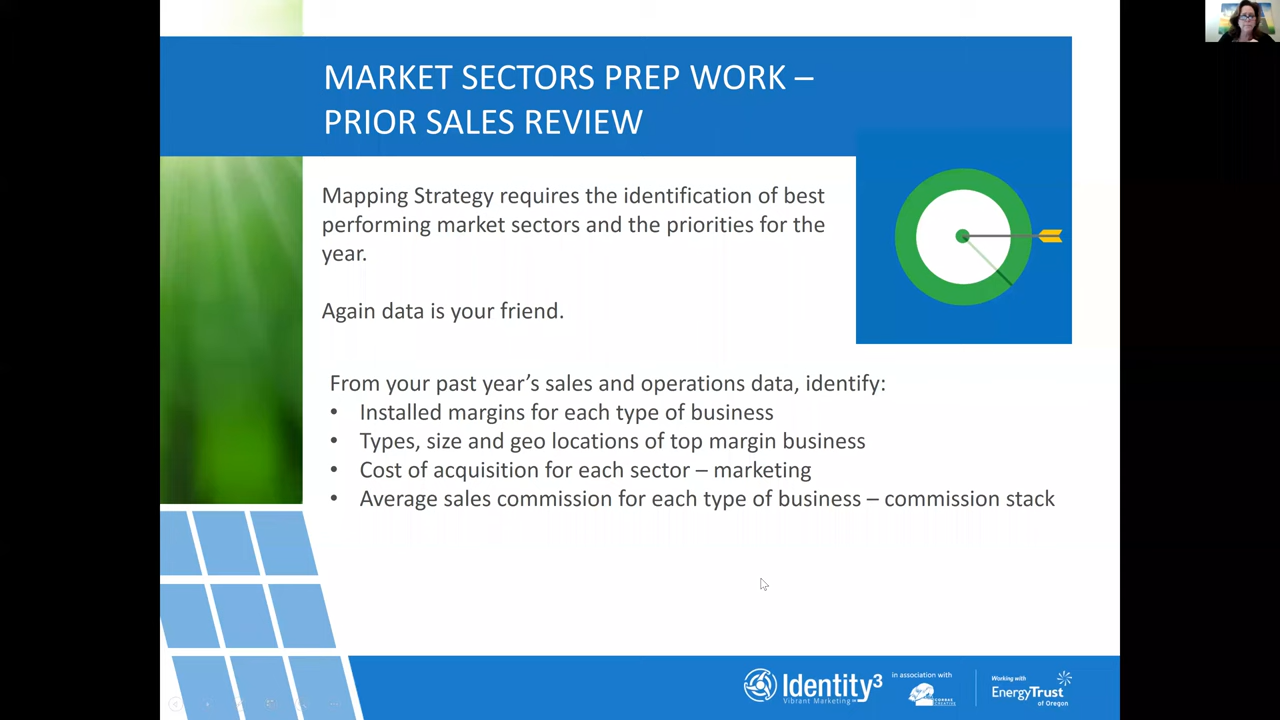 MARKET SECTORS PREP WORK –
PRIOR SALES REVIEW
Mapping Strategy requires the identification of best
performing market sectors and the priorities for the
year.
Again data is your friend.
From your past year’s sales and operations data, identify:
• Installed margins for each type of business
• Types, size and geo locations of top margin business
• Cost of acquisition for each sector – marketing
• Average sales commission for each type of business – commission stack
Identity3
Vibrant Marketing
in association with
Working with
EnergyTrust
of Oregon